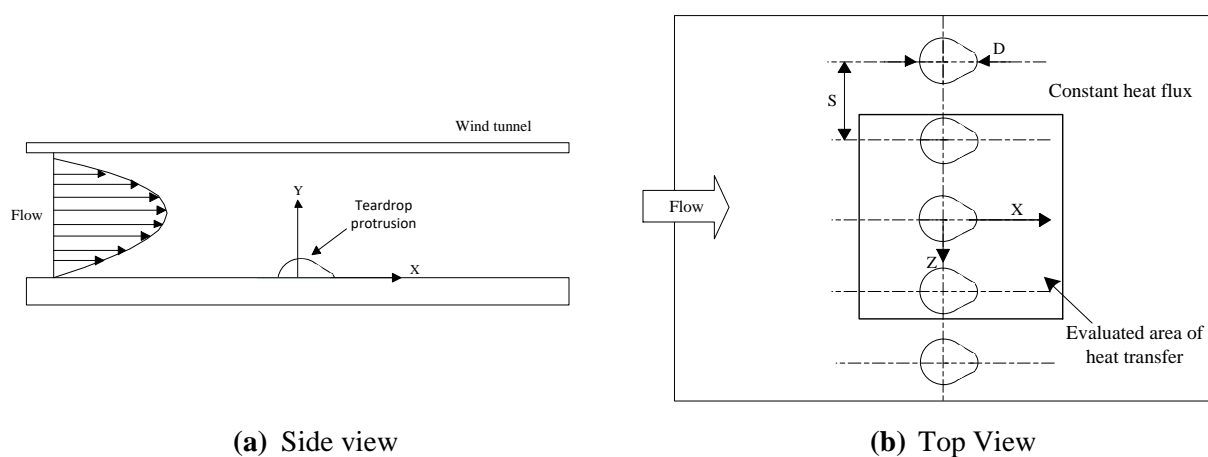 Wind tunnel
Flow
Y
Teardrop
protrusion
X
(a) Side view
D
S
Constant heat flux
Flow
X
Z
Evaluated area of
heat transfer
(b) Top View